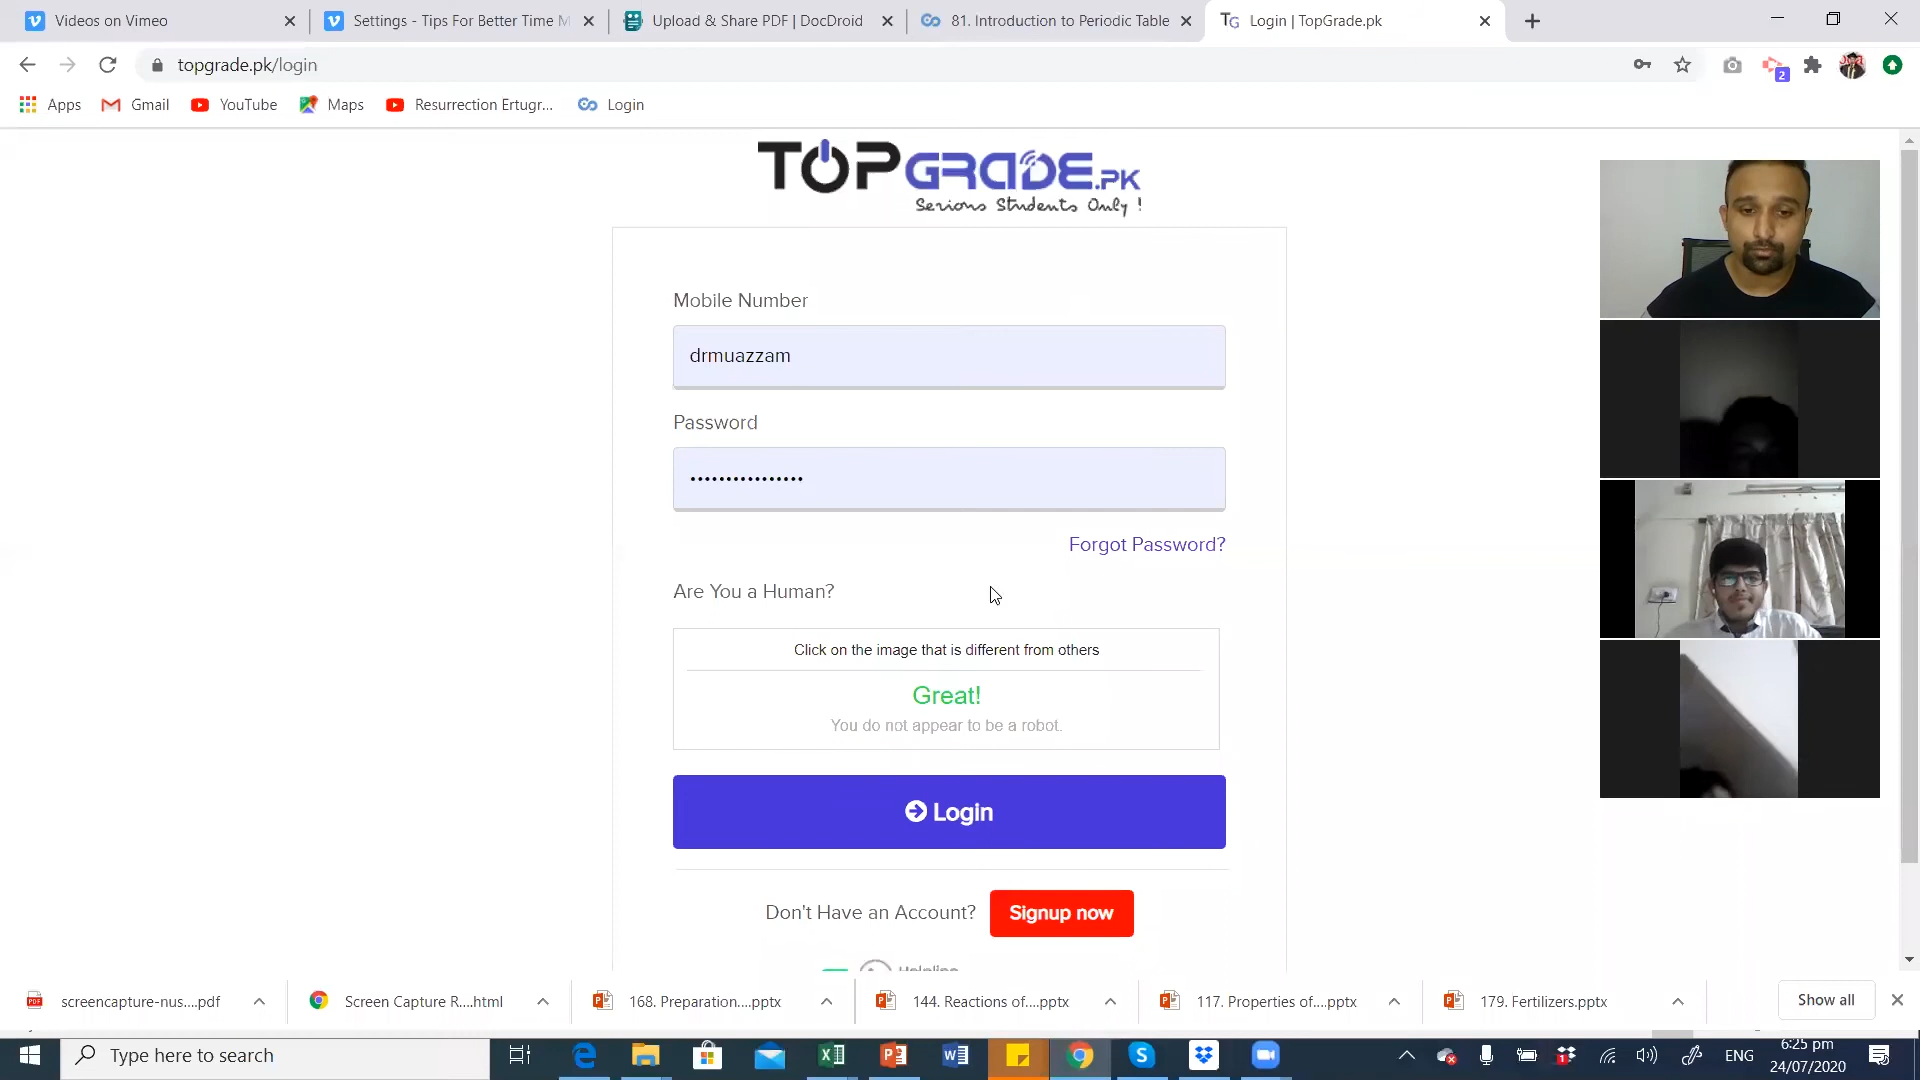 Videos on Vimeo
Settings - Tips For Better Time M
Upload & Share PDF | DocDroid
81. Introduction to Periodic Table
TG Login | TopGrade.pk
topgrade.pk/login
2
Apps
Gmail
YouTube
Maps
Resurrection Ertugr...
Login
TOPGRADE.PK
Serious Students Only !
Mobile Number
drmuazzam
Password
••••••••••••••••
Forgot Password?
Are You a Human?
Click on the image that is different from others
Great!
You do not appear to be a robot.
Login
Don't Have an Account?
Signup now
Helpline
screencapture-nus....pdf
Screen Capture R....html
168. Preparation....pptx
144. Reactions of....pptx
117. Properties of....pptx
179. Fertilizers.pptx
Show all
Type here to search
ENG
6:25 pm
24/07/2020